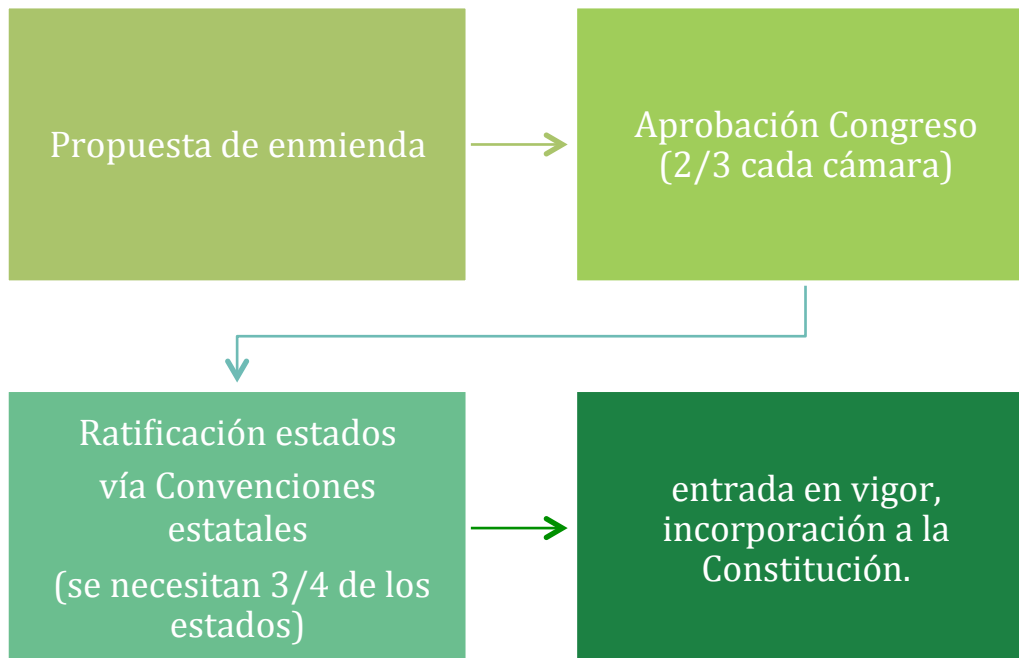 Propuesta de enmienda
Aprobación Congreso
(2/3 cada cámara)
Ratificación estados
vía Convenciones
estatales
(se necesitan 3/4 de los
estados)
entrada en vigor,
incorporación a la
Constitución.